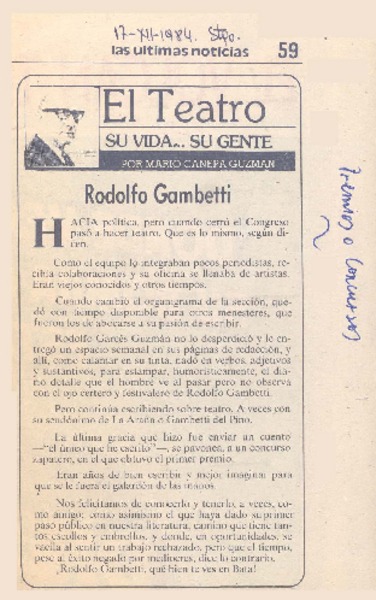 17-XII-1984. Stgo.
las ultimas noticias 59
El Teatro
SU VIDA... SU GENTE
POR MARIO CANEPA GUZMAN
Rodolfo Gambetti
HACIA política, pero cuando cerró el Congreso
pasó a hacer teatro. Que es lo mismo, según di-
cen.
Como el equipo lo integraban pocos periodistas, re-
cibía colaboraciones y su oficina se llenaba de artistas.
Eran viejos conocidos y otros tiempos.
Cuando cambió el organigrama de la sección, que-
dó con tiempo disponible para otros menesteres, que
fueron los de abocarse a su pasión de escribir.
Rodolfo Garcés Guzmán no lo desperdició y le en-
tregó un espacio semanal en sus páginas de redacción, y
allí, como calamar en su tinta, nadó en verbos, adjetivos
y sustantivos, para estampar, humorísticamente, el dia-
rio detalle que el hombre ve al pasar pero no observa
con el ojo certero y festivalero de Rodolfo Gambetti.
Pero continúa escribiendo sobre teatro. A veces con
su seudónimo de La Araña o Gambetti del Pino.
La última gracia que hizo fue enviar un cuento
—"el único que he escrito"—, se pavonea, a un concurso
zapatero, en el que obtuvo el primer premio.
Eran años de bien escribir y mejor imaginar para
que se le fuera el galardón de las manos.
Nos felicitamos de conocerlo y tenerlo, a veces, co-
mo amigo; como asimismo el que haya dado su primer
paso público en nuestra literatura, camino que tiene tan-
tos escollos y embrollos, y donde, en oportunidades, se
vacila al sentir un trabajo rechazado, pero que el tiempo,
pese al éxito negado por mediocres, dice lo contrario.
¡Rodolfo Gambetti, qué bien te ves en Bata!
Premios o Concursos